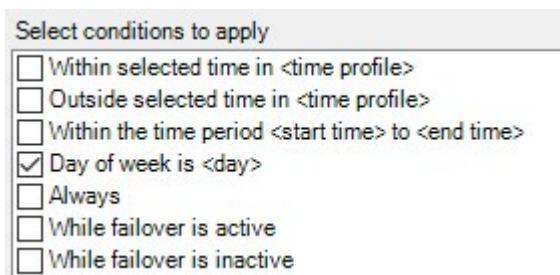 Select conditions to apply
Within selected time in <time profile>
Outside selected time in <time profile>
Within the time period <start time> to <end time>
Day of week is <day>
Always
While failover is active
While failover is inactive